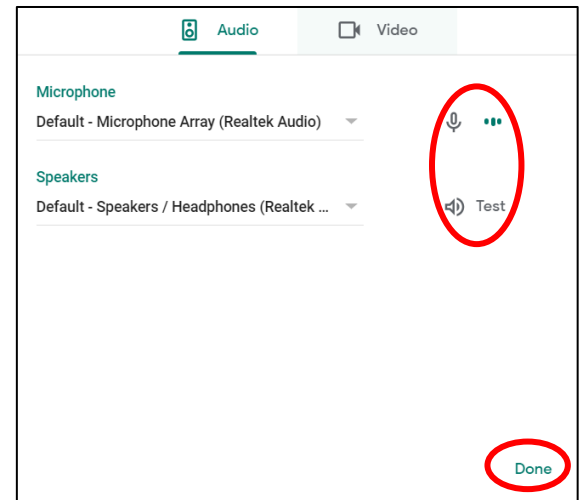 Audio Video
Microphone
Default - Microphone Array (Realtek Audio)
Speakers
Default - Speakers / Headphones (Realtek ... Test
Done